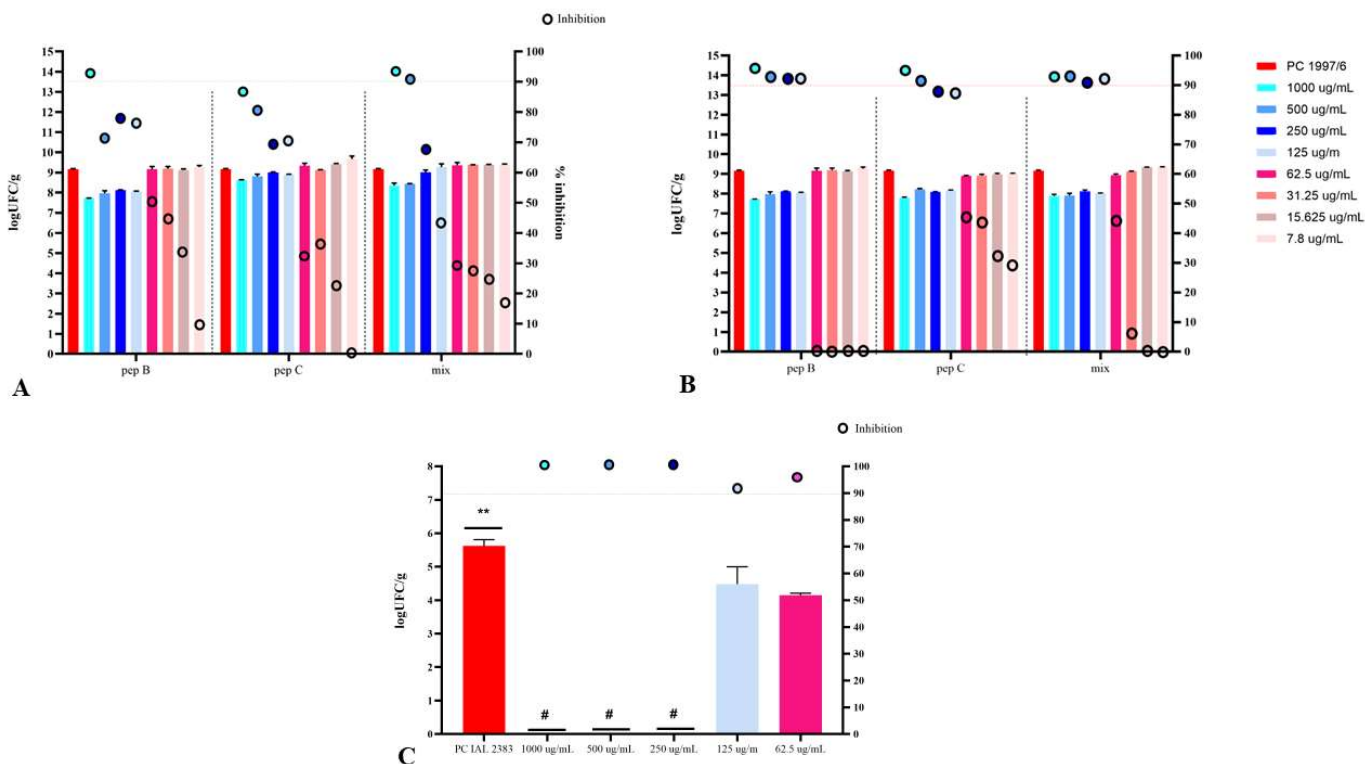 Inhibition
15
14
13
12
11
10
9
8
7
6
5
4
3
2
1
0
logUFC/g
100
90
80
70
60
50
40
30
20
10
0
% inhibition
pep B
pep C
mix
A
15
14
13
12
11
10
9
8
7
6
5
4
3
2
1
0
logUFC/g
100
90
80
70
60
50
40
30
20
10
0
pep B
pep C
mix
B
PC 1997/6
1000 ug/mL
500 ug/mL
250 ug/mL
125 ug/m
62.5 ug/mL
31.25 ug/mL
15.625 ug/mL
7.8 ug/mL
Inhibition
8
7
6
5
4
3
2
1
0
logUFC/g
**
#
#
#
100
90
80
70
60
50
40
30
20
10
0
PC IAL 2383
1000 ug/mL
500 ug/mL
250 ug/mL
125 ug/m
62.5 ug/mL
C